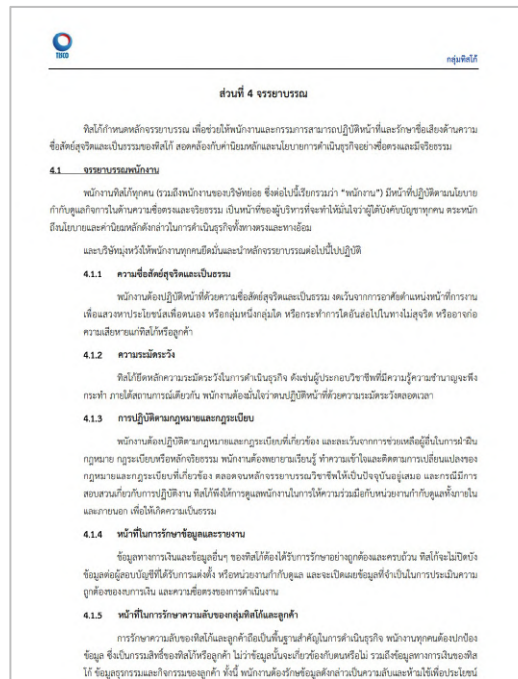 TISCO
กลุ่มทิสโก้
ส่วนที่ 4 จรรยาบรรณ
ทิสโก้กำหนดหลักจรรยาบรรณ เพื่อช่วยให้พนักงานและกรรมการสามารถปฏิบัติหน้าที่และรักษาชื่อเสียงด้านความ
ซื่อสัตย์สุจริตและเป็นธรรมของทิสโก้ สอดคล้องกับค่านิยมหลักและนโยบายการดำเนินธุรกิจอย่างซื่อตรงและมีจริยธรรม
4.1 จรรยาบรรณพนักงาน
พนักงานทิสโก้ทุกคน (รวมถึงพนักงานของบริษัทย่อย ซึ่งต่อไปนี้เรียกรวมว่า “พนักงาน”) มีหน้าที่ปฏิบัติตามนโยบาย
กำกับดูแลกิจการในด้านความซื่อตรงและจริยธรรม เป็นหน้าที่ของผู้บริหารที่จะทำให้มั่นใจว่าผู้ใต้บังคับบัญชาทุกคน ตระหนัก
ถึงนโยบายและค่านิยมหลักดังกล่าวในการดำเนินธุรกิจทั้งทางตรงและทางอ้อม
และบริษัทมุ่งหวังให้พนักงานทุกคนยึดมั่นและนำหลักจรรยาบรรณต่อไปนี้ไปปฏิบัติ
4.1.1 ความซื่อสัตย์สุจริตและเป็นธรรม
พนักงานต้องปฏิบัติหน้าที่ด้วยความซื่อสัตย์สุจริตและเป็นธรรม งดเว้นจากการอาศัยตำแหน่งหน้าที่การงาน
เพื่อแสวงหาประโยชน์สเพื่อตนเอง หรือกลุ่มหนึ่งกลุ่มใด หรือกระทำการใดอันส่อไปในทางไม่สุจริต หรืออาจก่อ
ความเสียหายแก่ทิสโก้หรือลูกค้า
4.1.2 ความระมัดระวัง
ทิสโก้ยึดหลักความระมัดระวังในการดำเนินธุรกิจ ดังเช่นผู้ประกอบวิชาชีพที่มีความรู้ความชำนาญจะพึง
กระทำ ภายใต้สถานการณ์เดียวกัน พนักงานต้องมั่นใจว่าตนปฏิบัติหน้าที่ด้วยความระมัดระวังตลอดเวลา
4.1.3 การปฏิบัติตามกฎหมายและกฎระเบียบ
พนักงานต้องปฏิบัติตามกฎหมายและกฎระเบียบที่เกี่ยวข้อง และละเว้นจากการช่วยเหลือผู้อื่นในการฝ่าฝืน
กฎหมาย กฎระเบียบหรือหลักจริยธรรม พนักงานต้องพยายามเรียนรู้ ทำความเข้าใจและติดตามการเปลี่ยนแปลงของ
กฎหมายและกฎระเบียบที่เกี่ยวข้อง ตลอดจนหลักจรรยาบรรณวิชาชีพให้เป็นปัจจุบันอยู่เสมอ และกรณีมีการ
สอบสวนเกี่ยวกับการปฏิบัติงาน ทิสโก้พึงให้การดูแลพนักงานในการให้ความร่วมมือกับหน่วยงานกำกับดูแลทั้งภายใน
และภายนอก เพื่อให้เกิดความเป็นธรรม
4.1.4 หน้าที่ในการรักษาข้อมูลและรายงาน
ข้อมูลทางการเงินและข้อมูลอื่นๆ ของทิสโก้ต้องได้รับการรักษาอย่างถูกต้องและครบถ้วน ทิสโก้จะไม่ปิดบัง
ข้อมูลต่อผู้สอบบัญชีที่ได้รับการแต่งตั้ง หรือหน่วยงานกำกับดูแล และจะเปิดเผยข้อมูลที่จำเป็นในการประเมินความ
ถูกต้องของงบการเงิน และความซื่อตรงของการดำเนินงาน
4.1.5 หน้าที่ในการรักษาความลับของกลุ่มทิสโก้และลูกค้า
การรักษาความลับของทิสโก้และลูกค้าถือเป็นพื้นฐานสำคัญในการดำเนินธุรกิจ พนักงานทุกคนต้องปกป้อง
ข้อมูล ซึ่งเป็นกรรมสิทธิ์ของทิสโก้หรือลูกค้า ไม่ว่าข้อมูลนั้นจะเกี่ยวข้องกับตนหรือไม่ รวมถึงข้อมูลทางการเงินของทิส
โก้ ข้อมูลธุรกรรมและกิจกรรมของลูกค้า ทั้งนี้ พนักงานต้องรักษาข้อมูลดังกล่าวเป็นความลับและห้ามใช้เพื่อประโยชน์